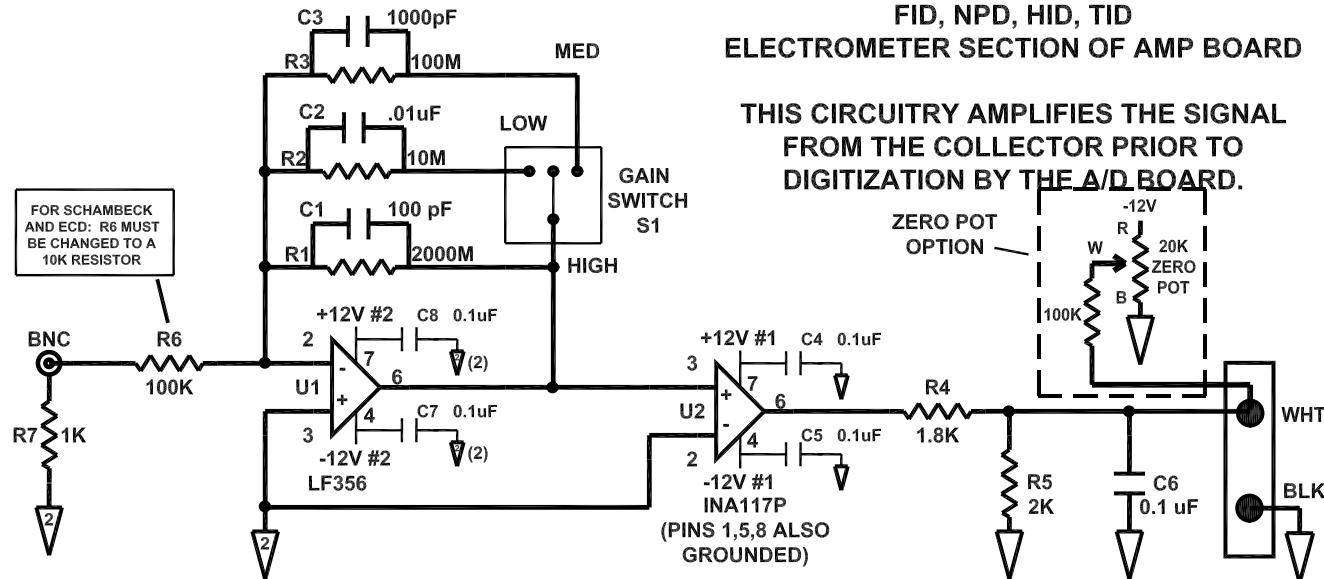 FID, NPD, HID, TID
ELECTROMETER SECTION OF AMP BOARD
THIS CIRCUITRY AMPLIFIES THE SIGNAL
FROM THE COLLECTOR PRIOR TO
DIGITIZATION BY THE A/D BOARD.
C3
1000pF
R3
100M
MED
C2
.01uF
LOW
R2
10M
GAIN
SWITCH
S1
C1
100 pF
R1
2000M
HIGH
FOR SCHAMBECK
AND ECD: R6 MUST
BE CHANGED TO A
10K RESISTOR
ZERO POT
OPTION
-12V
R
W
20K
ZERO
POT
B
100K
BNC
R6
100K
R7
1K
2
+12V #2
C8
0.1uF
2
(2)
2
7
-
U1
6
+
4
3
C7
0.1uF
2
(2)
-12V #2
LF356
2
+12V #1
C4
0.1uF
3
7
+
U2
6
-
4
2
C5
0.1uF
-12V #1
INA117P
(PINS 1,5,8 ALSO
GROUNDED)
R4
1.8K
R5
2K
C6
0.1 uF
WHT
BLK